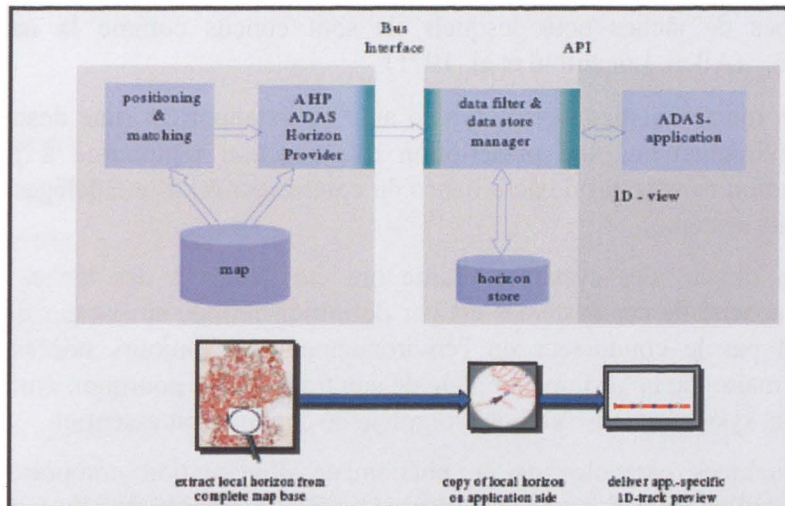 Bus
Interface
API
positioning
&
matching
AHP
ADAS
Horizon
Provider
data filter &
data store
manager
ADAS-
application
1D - view
map
horizon
store
extract local horizon from
complete map base
copy of local horizon
on application side
deliver app.-specific
1D-track preview